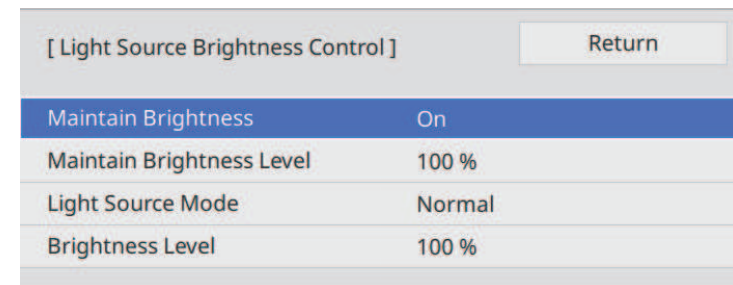 [ Light Source Brightness Control ] Return
Maintain Brightness On
Maintain Brightness Level 100 %
Light Source Mode Normal
Brightness Level 100 %